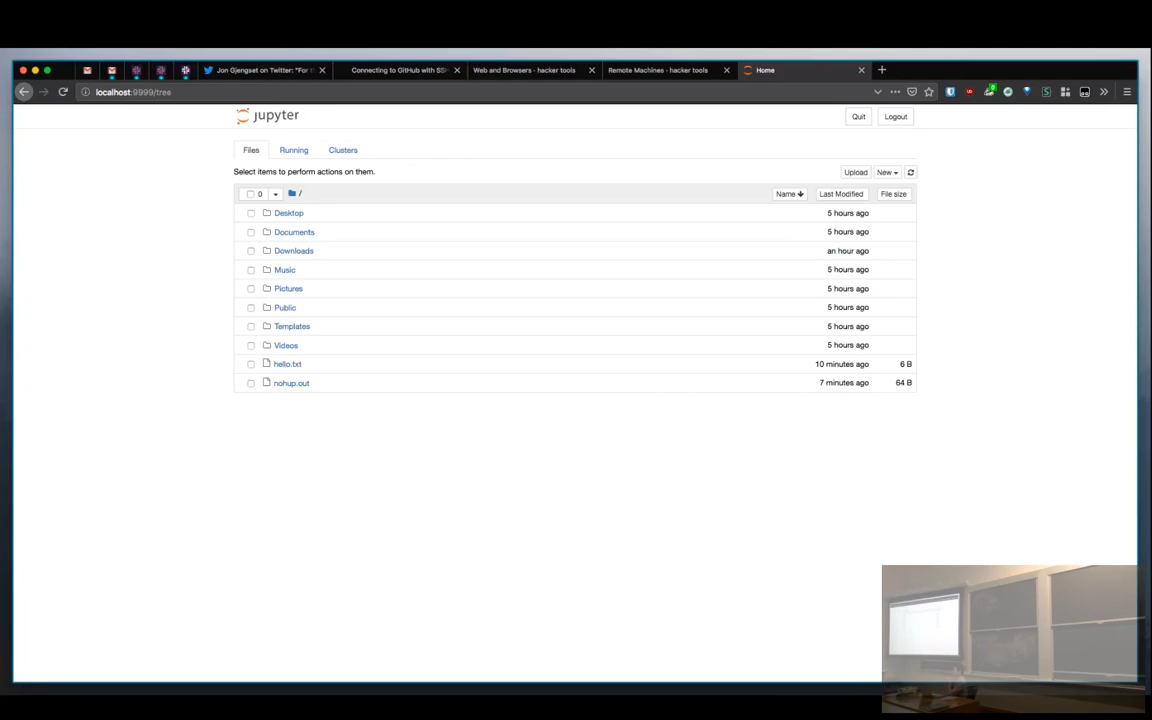 Jon Gjengset on Twitter: "For t
Connecting to GitHub with SSH
Web and Browsers - hacker tools
Remote Machines - hacker tools
Home
localhost:9999/tree
jupyter
Quit
Logout
Files
Running
Clusters
Select items to perform actions on them.
Upload
New
0
/
Name
Last Modified
File size
Desktop
5 hours ago
Documents
5 hours ago
Downloads
an hour ago
Music
5 hours ago
Pictures
5 hours ago
Public
5 hours ago
Templates
5 hours ago
Videos
5 hours ago
hello.txt
10 minutes ago
6 B
nohup.out
7 minutes ago
64 B